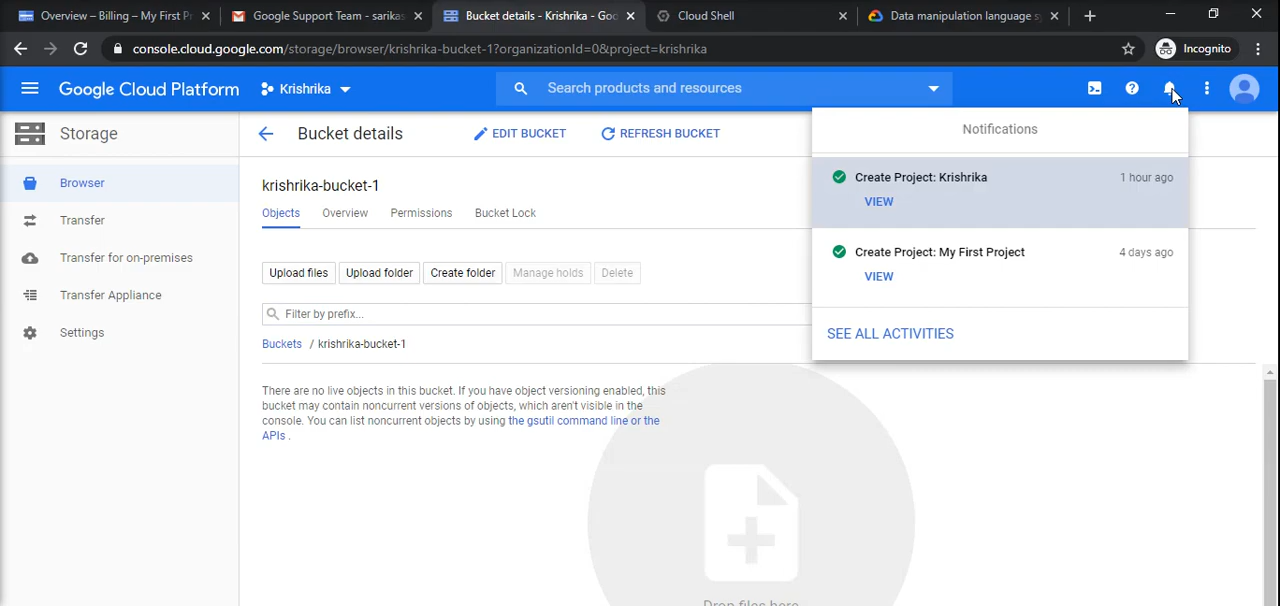 Overview – Billing – My First P
Google Support Team - sarikas
Bucket details - Krishrika - Goo
Cloud Shell
Data manipulation language s
console.cloud.google.com/storage/browser/krishrika-bucket-1?organizationId=0&project=krishrika
Incognito
Google Cloud Platform
Krishrika
Search products and resources
Storage
Bucket details
EDIT BUCKET
REFRESH BUCKET
Notifications
Browser
Transfer
Transfer for on-premises
Transfer Appliance
Settings
krishrika-bucket-1
Objects
Overview
Permissions
Bucket Lock
Create Project: Krishrika
1 hour ago
VIEW
Create Project: My First Project
4 days ago
VIEW
SEE ALL ACTIVITIES
Upload files
Upload folder
Create folder
Manage holds
Delete
Filter by prefix...
Buckets / krishrika-bucket-1
There are no live objects in this bucket. If you have object versioning enabled, this
bucket may contain noncurrent versions of objects, which aren't visible in the
console. You can list noncurrent objects by using the gsutil command line or the
APIs .
Drop files here